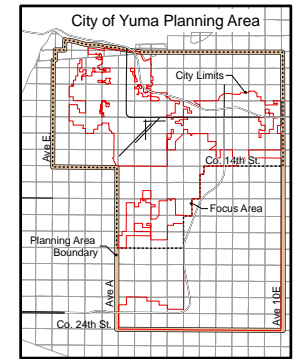 City of Yuma Planning Area
City Limits
Ave E
Co. 14th St.
Focus Area
Planning Area
Boundary
Ave A
Ave 10E
Co. 24th St.